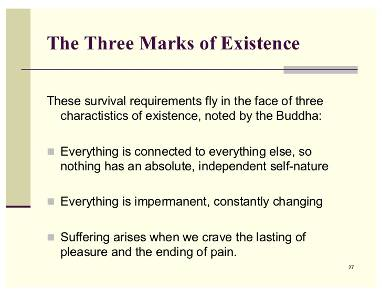 The Three Marks of Existence
These survival requirements fly in the face of three
charactistics of existence, noted by the Buddha:
Everything is connected to everything else, so
nothing has an absolute, independent self-nature
Everything is impermanent, constantly changing
Suffering arises when we crave the lasting of
pleasure and the ending of pain.